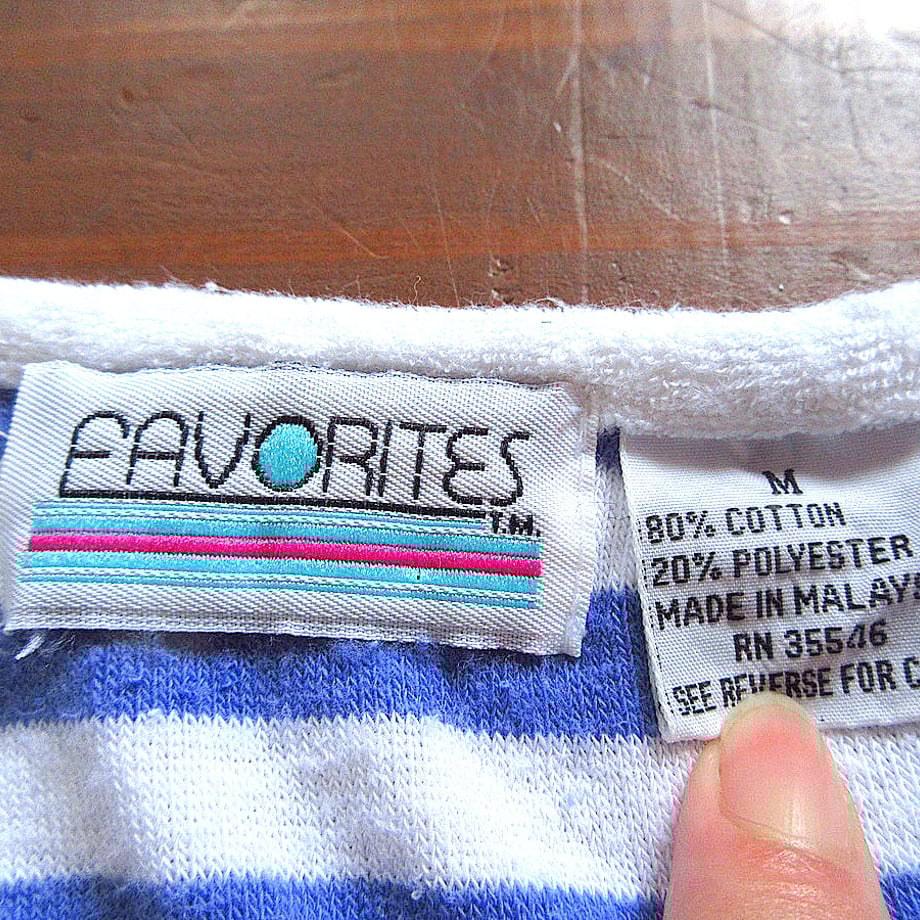 FAVORITES
T.M.
M
80% COTTON
20% POLYESTER
MADE IN MALAY
RN 35546
SEE REVERSE FOR C